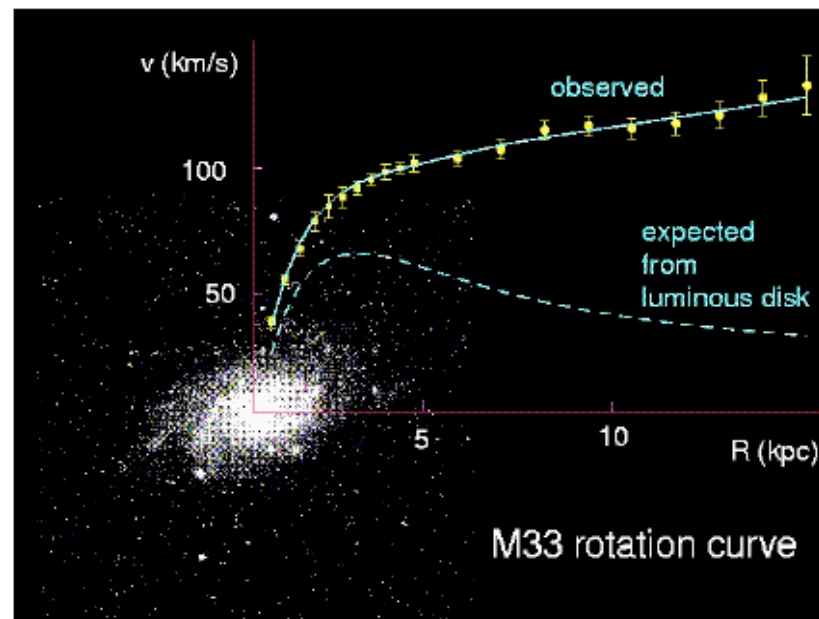 v (km/s)
observed
100
expected
from
luminous disk
50
5
10
R (kpc)
M33 rotation curve